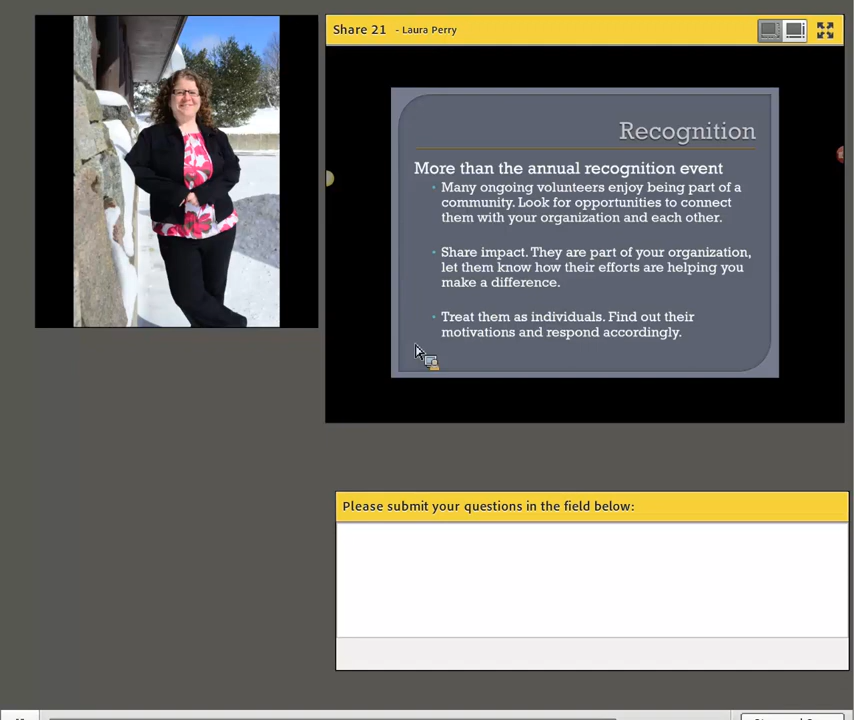 Share 21 - Laura Perry
Recognition
More than the annual recognition event
Many ongoing volunteers enjoy being part of a
community. Look for opportunities to connect
them with your organization and each other.
Share impact. They are part of your organization,
let them know how their efforts are helping you
make a difference.
Treat them as individuals. Find out their
motivations and respond accordingly.
Please submit your questions in the field below: